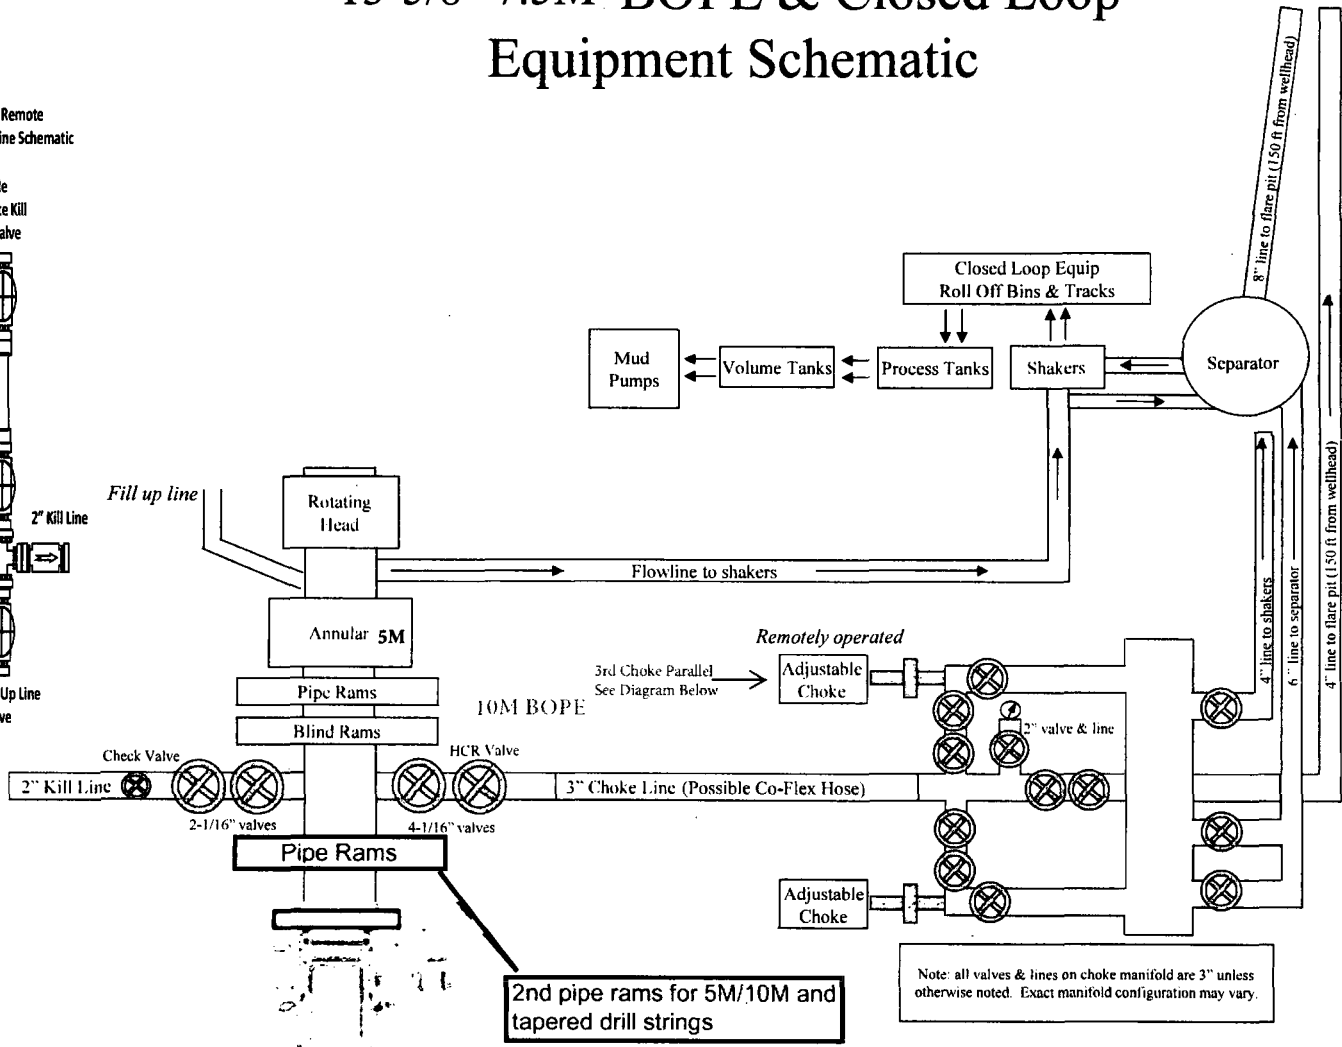 BOPE & Closed Loop
Equipment Schematic
Remote
ine Schematic
ce Kill
alve
2" Kill Line
Up Line
ve
8" line to flare pit (150 ft from wellhead)
Closed Loop Equip
Roll Off Bins & Tracks
Mud
Pumps
Volume Tanks
Process Tanks
Shakers
Separator
Fill up line
Rotating
Head
Flowline to shakers
Annular 5M
Remotely operated
3rd Choke Parallel
See Diagram Below
Adjustable
Choke
Pipe Rams
10M BOPE
Blind Rams
2" valve & line
4" line to shakers
6" line to separator
4" line to flare pit (150 ft from wellhead)
Check Valve
HCR Valve
2" Kill Line
3" Choke Line (Possible Co-Flex Hose)
2-1/16" valves
4-1/16" valves
Pipe Rams
Adjustable
Choke
2nd pipe rams for 5M/10M and
tapered drill strings
Note: all valves & lines on choke manifold are 3" unless
otherwise noted. Exact manifold configuration may vary.